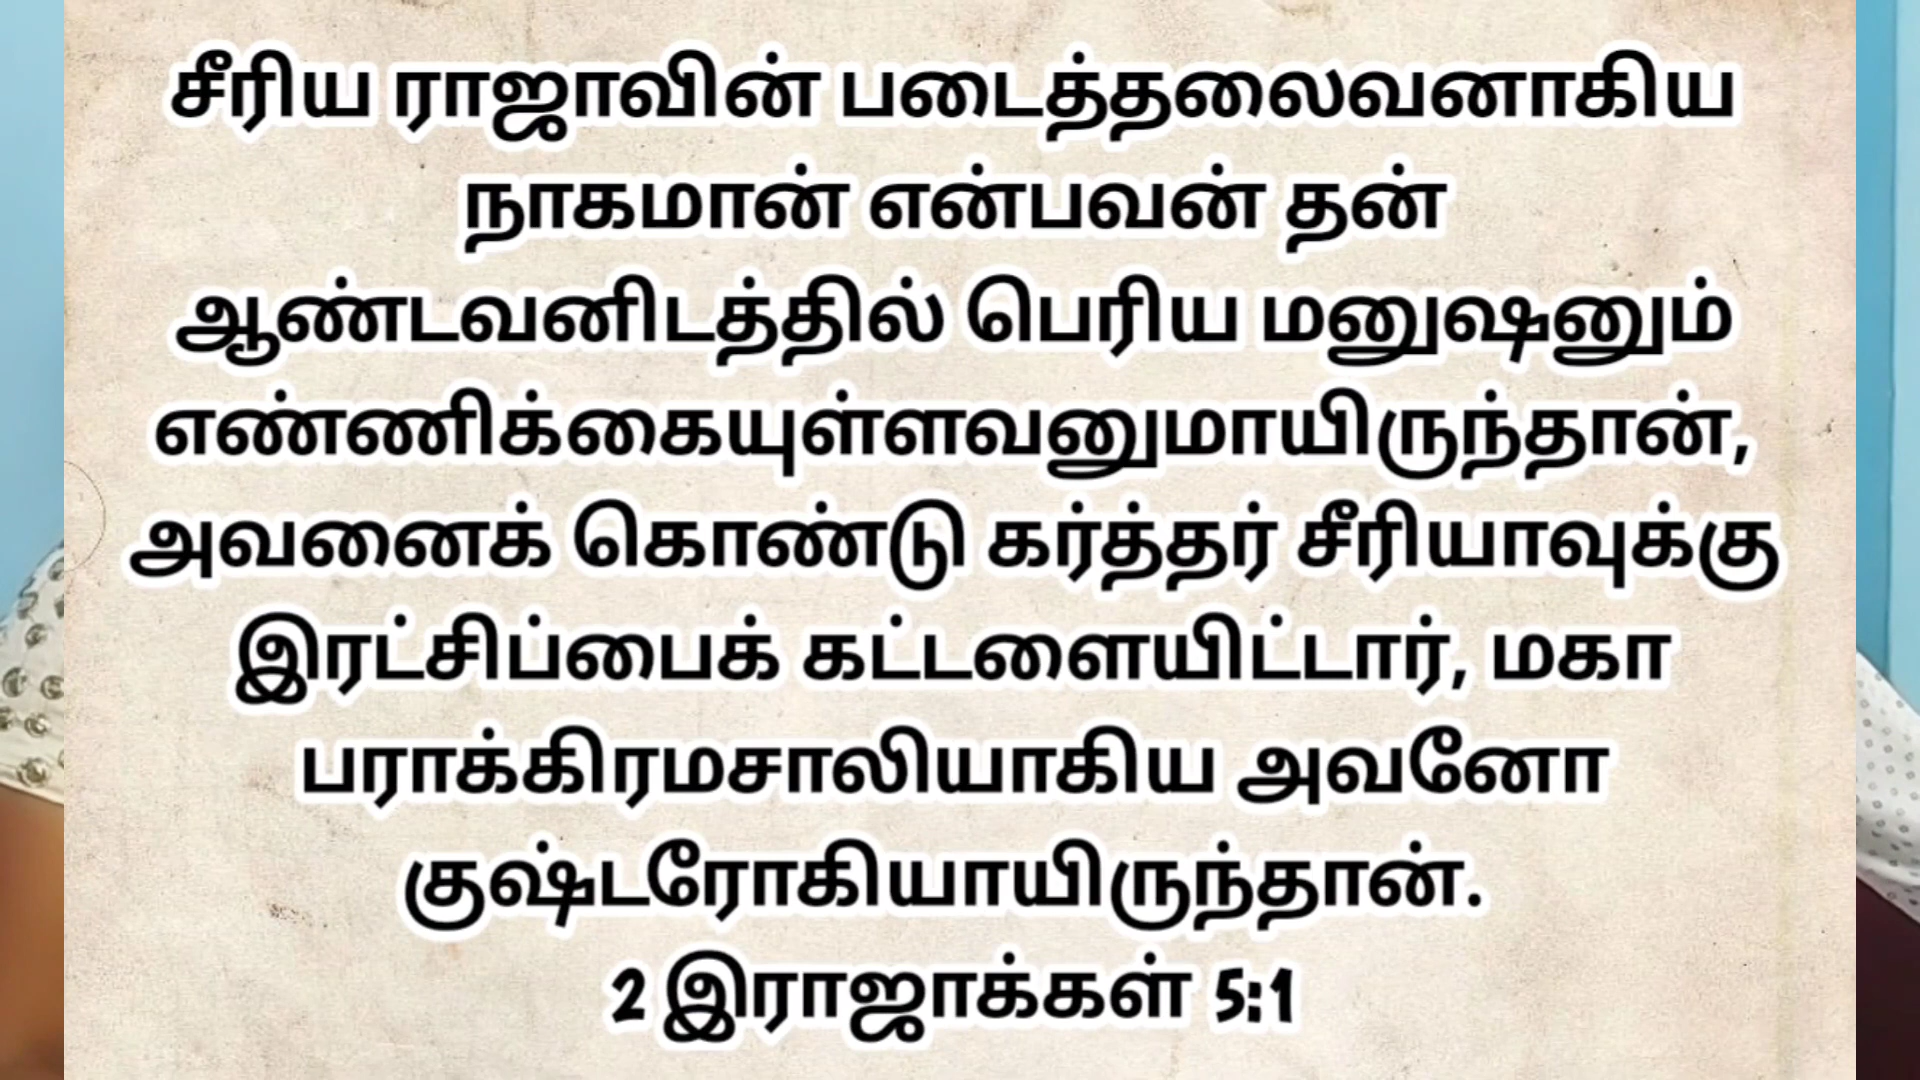 சீரிய ராஜாவின் படைத்தலைவனாகிய
நாகமான் என்பவன் தன்
ஆண்டவனிடத்தில் பெரிய மனுஷனும்
எண்ணிக்கையுள்ளவனுமாயிருந்தான்,
அவனைக் கொண்டு கர்த்தர் சீரியாவுக்கு
இரட்சிப்பைக் கட்டளையிட்டார், மகா
பராக்கிரமசாலியாகிய அவனோ
குஷ்டரோகியாயிருந்தான்.
2 இராஜாக்கள் 5:1